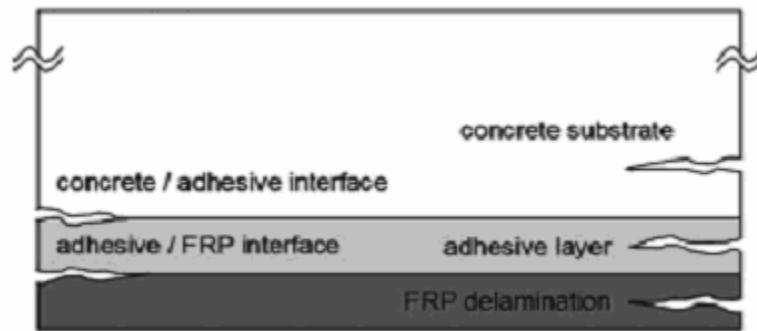 concrete substrate
concrete / adhesive interface
adhesive / FRP interface
adhesive layer
FRP delamination